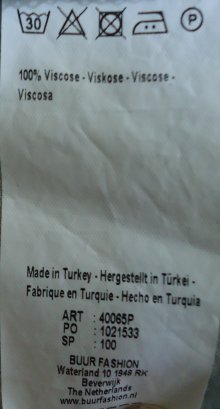 30 P
100% Viscose - Viskose - Viscose -
Viscosa
Made in Turkey - Hergestellt in Türkei -
Fabrique en Turquie - Hecho en Turquia
ART : 40065P
PO : 1021533
SP : 100
BUUR FASHION
Waterland 10 1948 RK
Beverwijk
The Netherlands
www.buurfashion.nl